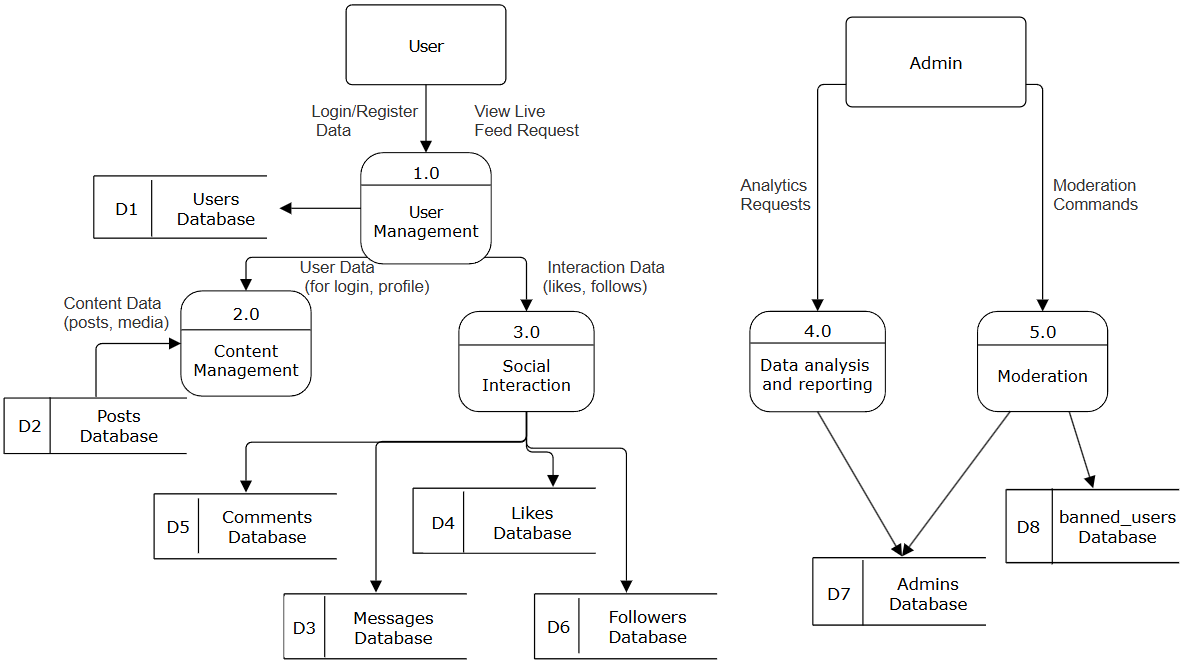 User
Admin
Login/Register
Data
View Live
Feed Request
1.0
User
Management
D1
Users
Database
Analytics
Requests
Moderation
Commands
User Data
(for login, profile)
Interaction Data
(likes, follows)
Content Data
(posts, media)
2.0
Content
Management
3.0
Social
Interaction
4.0
Data analysis
and reporting
5.0
Moderation
D2
Posts
Database
D5
Comments
Database
D4
Likes
Database
D8
banned_users
Database
D3
Messages
Database
D6
Followers
Database
D7
Admins
Database